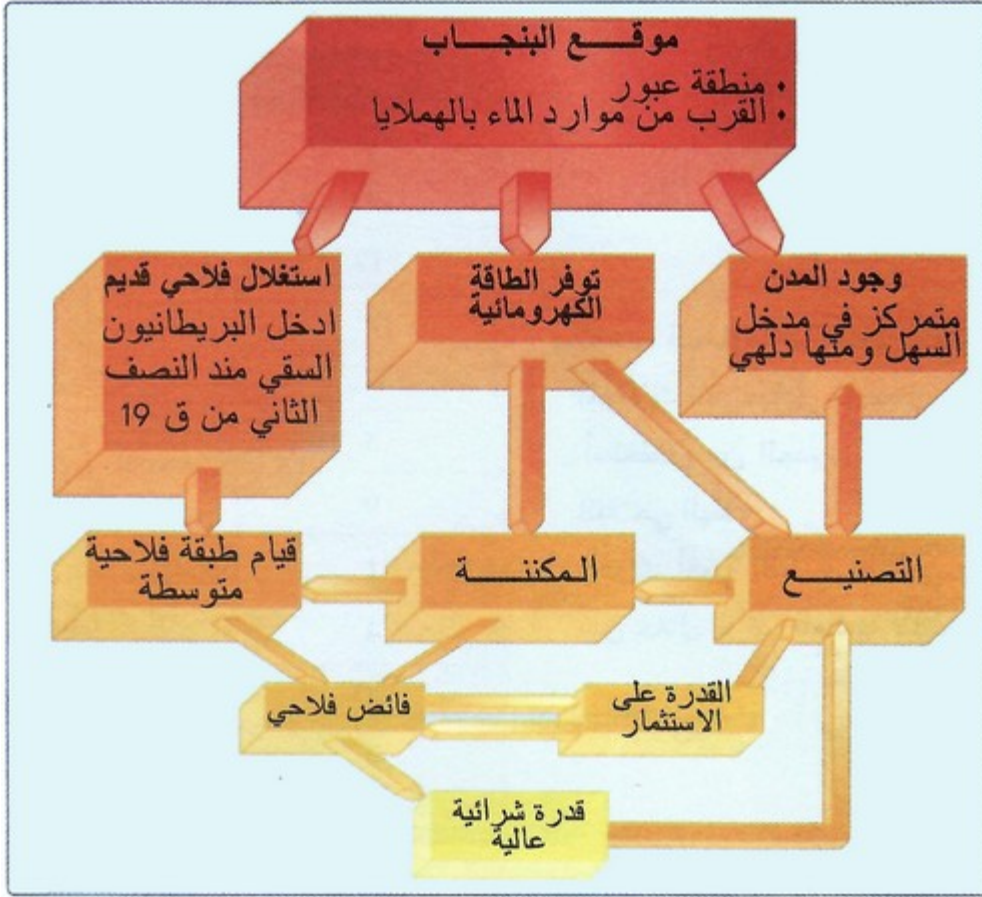 موقـــع البنجـــاب
• منطقة عبور
• القرب من موارد الماء بالهملايا
وجود المدن
متمركز في مدخل
السهل ومنها دلهي
توفر الطاقة
الكهرومائية
استغلال فلاحي قديم
ادخل البريطانيون
السقي مند النصف
الثاني من ق 19
التصنيـــع
المكننـــــة
قيام طبقة فلاحية
متوسطة
القدرة على
الاستثمار
فائض فلاحي
قدرة شرائية
عالية